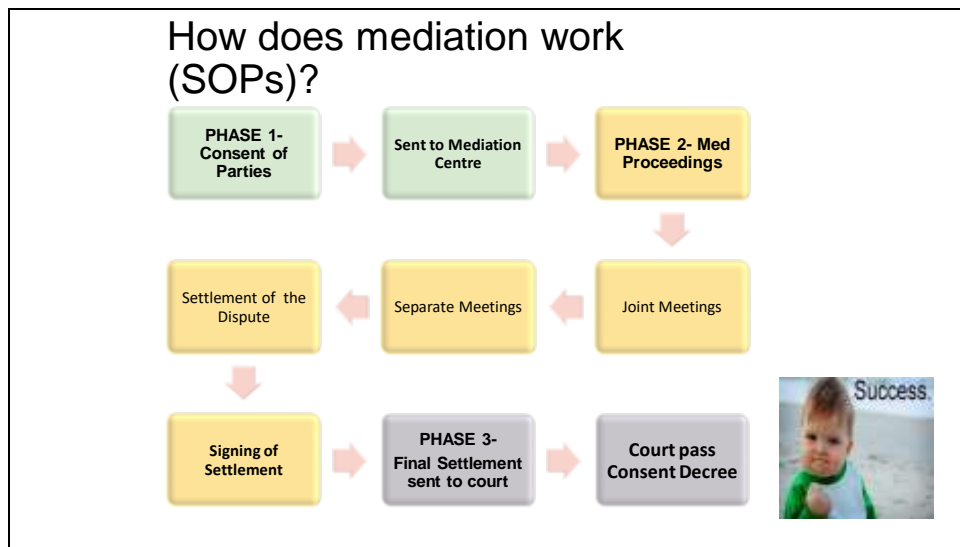 How does mediation work
(SOPs)?
PHASE 1-
Consent of
Parties
Sent to Mediation
Centre
PHASE 2- Med
Proceedings
Joint Meetings
Separate Meetings
Settlement of the
Dispute
Signing of
Settlement
PHASE 3-
Final Settlement
sent to court
Court pass
Consent Decree
Success.